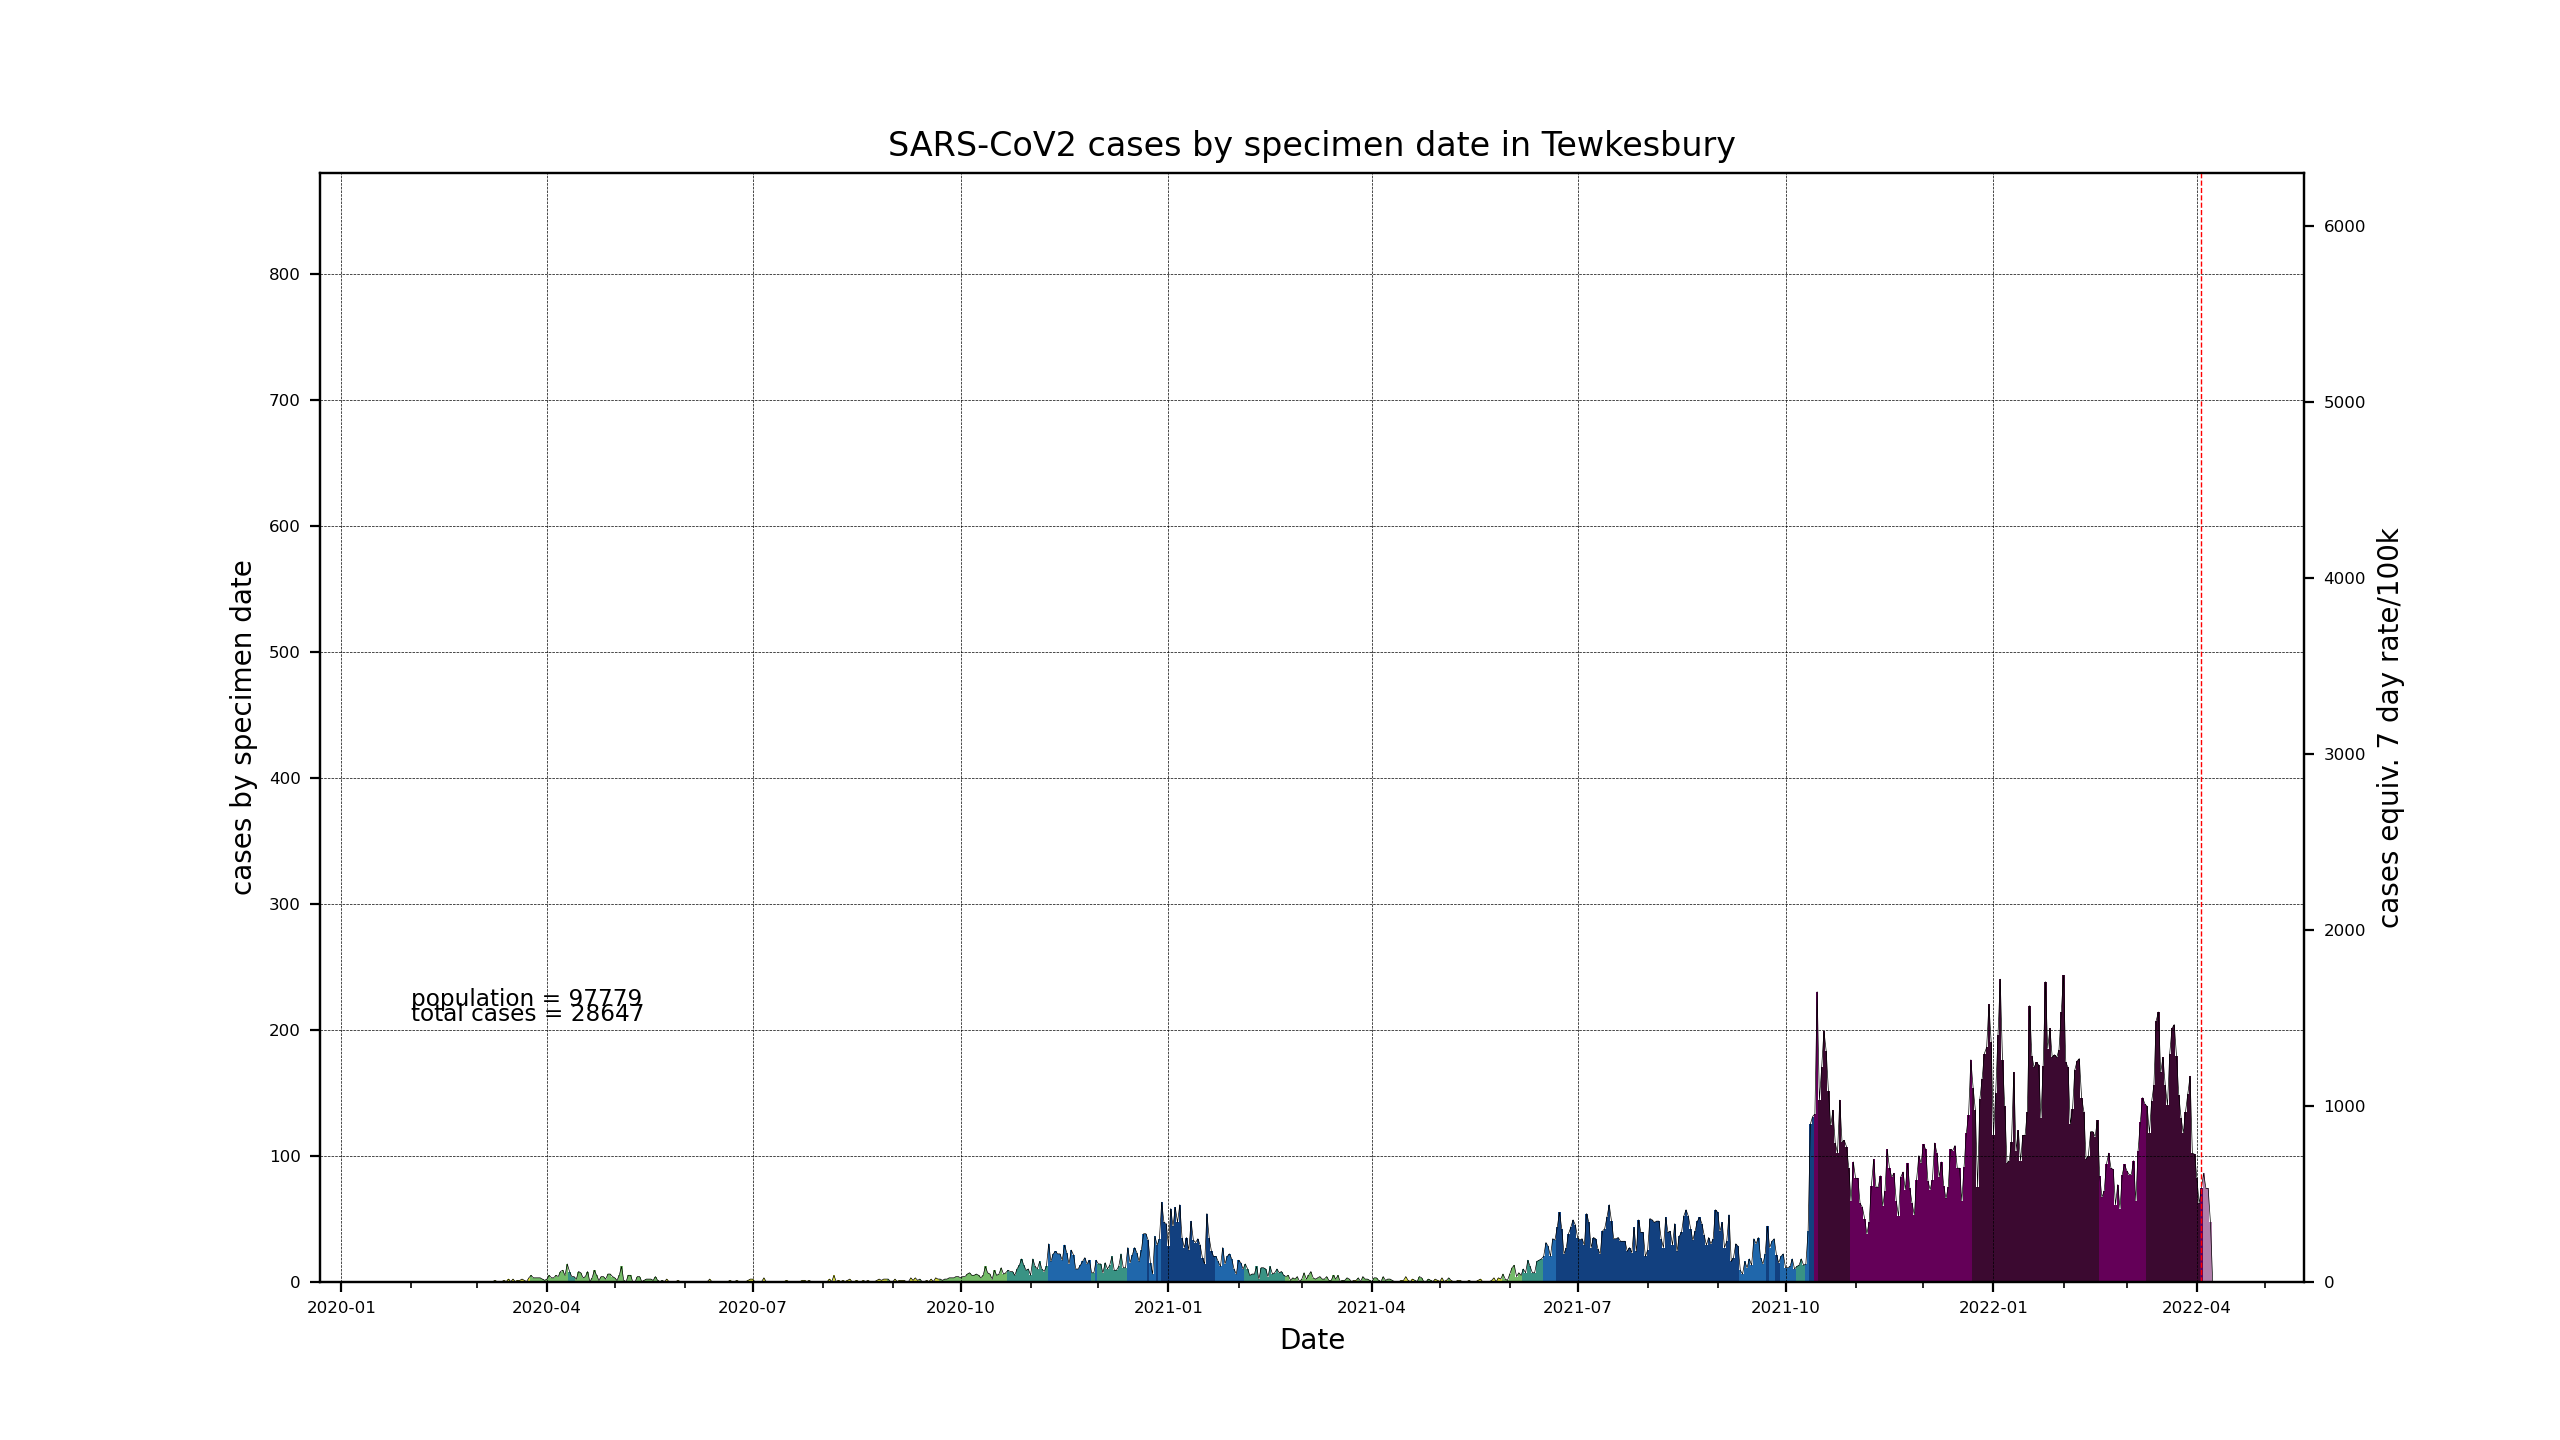 SARS-CoV2 cases by specimen date in Tewkesbury
cases by specimen date
800
700
600
500
400
300
200
100
0
population = 97779
total cases = 28647
6000
5000
4000
3000
2000
1000
0
cases equiv. 7 day rate/100k
2020-01 2020-04 2020-07 2020-10 2021-01 2021-04 2021-07 2021-10 2022-01 2022-04
Date